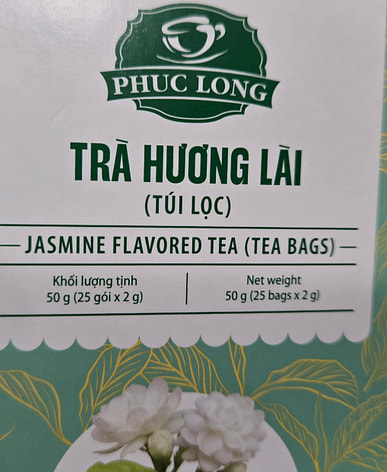 PHUC LONG
TRÀ HƯƠNG LÀI
(TÚI LỌC)
JASMINE FLAVORED TEA (TEA BAGS)
Khối lượng tịnh
50 g (25 gói x 2 g)
Net weight
50 g (25 bags x 2 g)